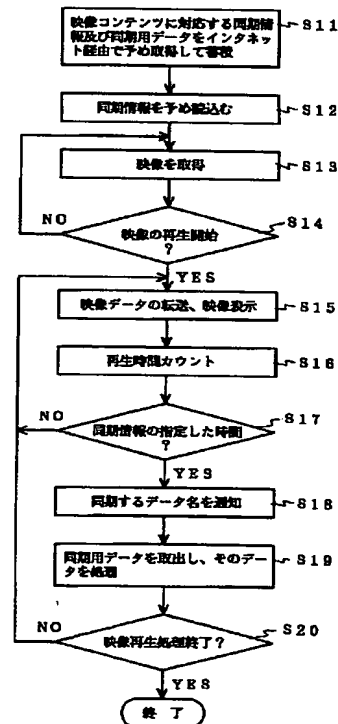 映像コンテンツに対応する同期情
報及び同期用データをインタネッ
ト経由で予め取得して蓄積
S11
同期情報を予め読込む
S12
映像を取得
S13
NO
映像の再生開始
?
S14
YES
映像データの転送、映像表示
S15
再生時間カウント
S16
NO
同期情報の指定した時間
?
S17
YES
同期するデータ名を通知
S18
同期用データを取出し、そのデー
タを処理
S19
NO
映像再生処理終了?
S20
YES
終 了